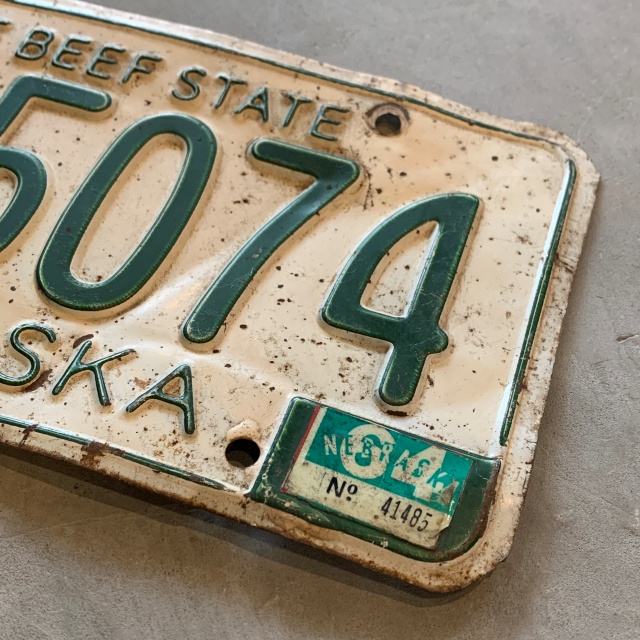 BEEF STATE
5074
SKA
64
NEBRASKA
No 41485